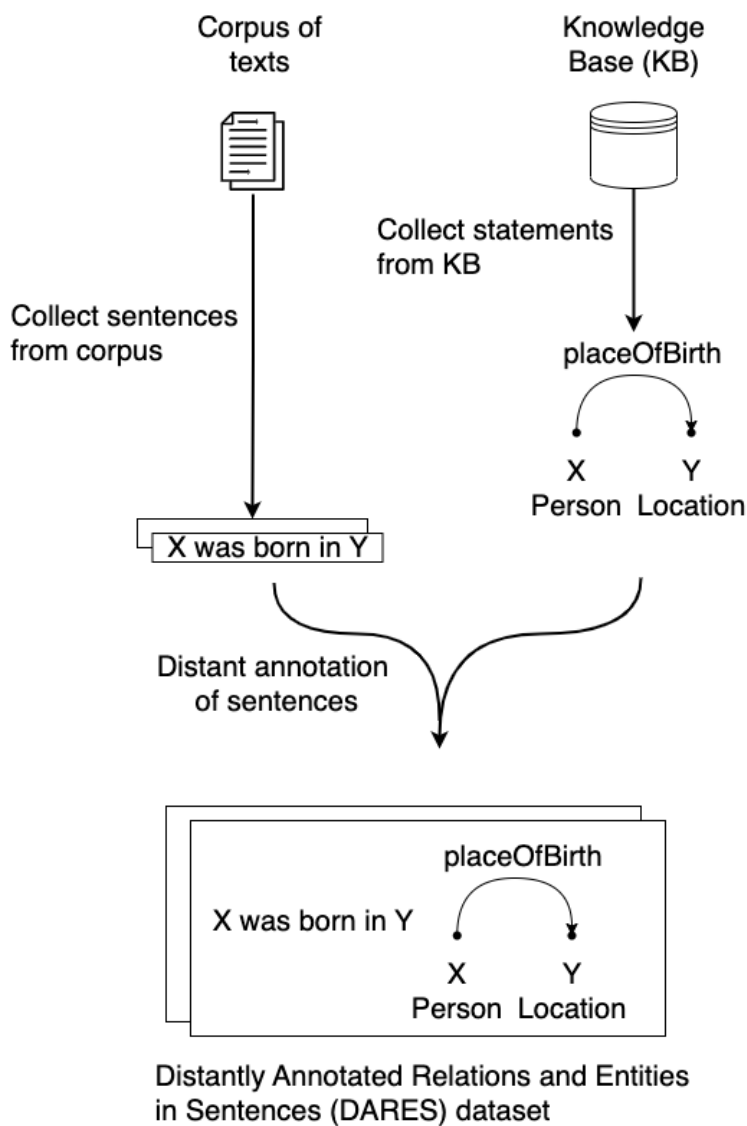 Corpus of
texts
Knowledge
Base (KB)
Collect statements
from KB
Collect sentences
from corpus
placeOfBirth
X Y
Person Location
X was born in Y
Distant annotation
of sentences
placeOfBirth
X was born in Y
X Y
Person Location
Distantly Annotated Relations and Entities
in Sentences (DARES) dataset